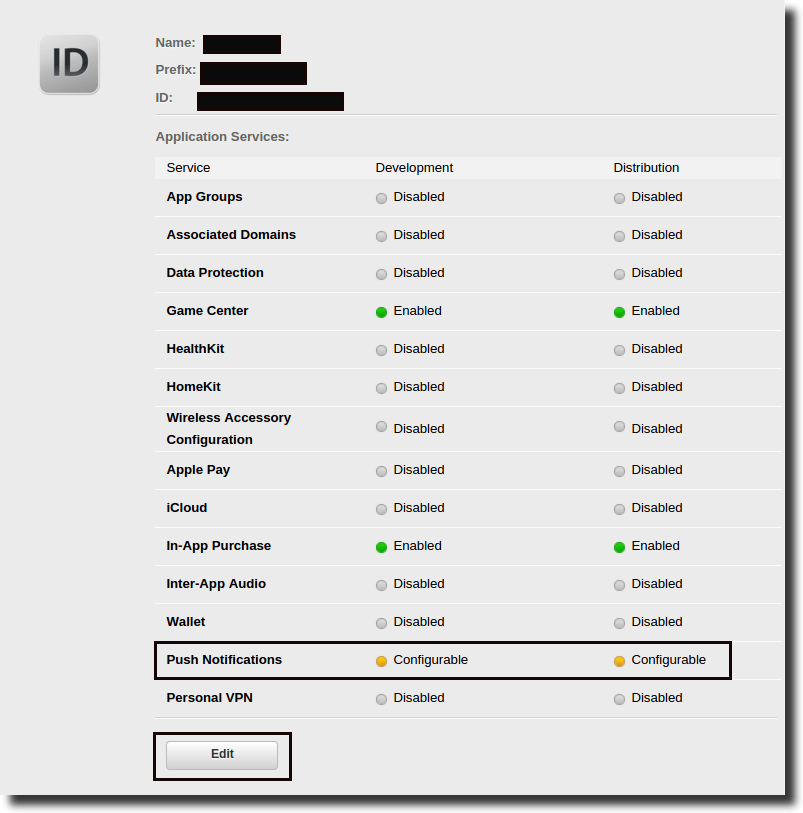 ID
Name:
Prefix:
ID:
Application Services:
Service Development Distribution
App Groups Disabled Disabled
Associated Domains Disabled Disabled
Data Protection Disabled Disabled
Game Center Enabled Enabled
HealthKit Disabled Disabled
HomeKit Disabled Disabled
Wireless Accessory
Configuration Disabled Disabled
Apple Pay Disabled Disabled
iCloud Disabled Disabled
In-App Purchase Enabled Enabled
Inter-App Audio Disabled Disabled
Wallet Disabled Disabled
Push Notifications Configurable Configurable
Personal VPN Disabled Disabled
Edit